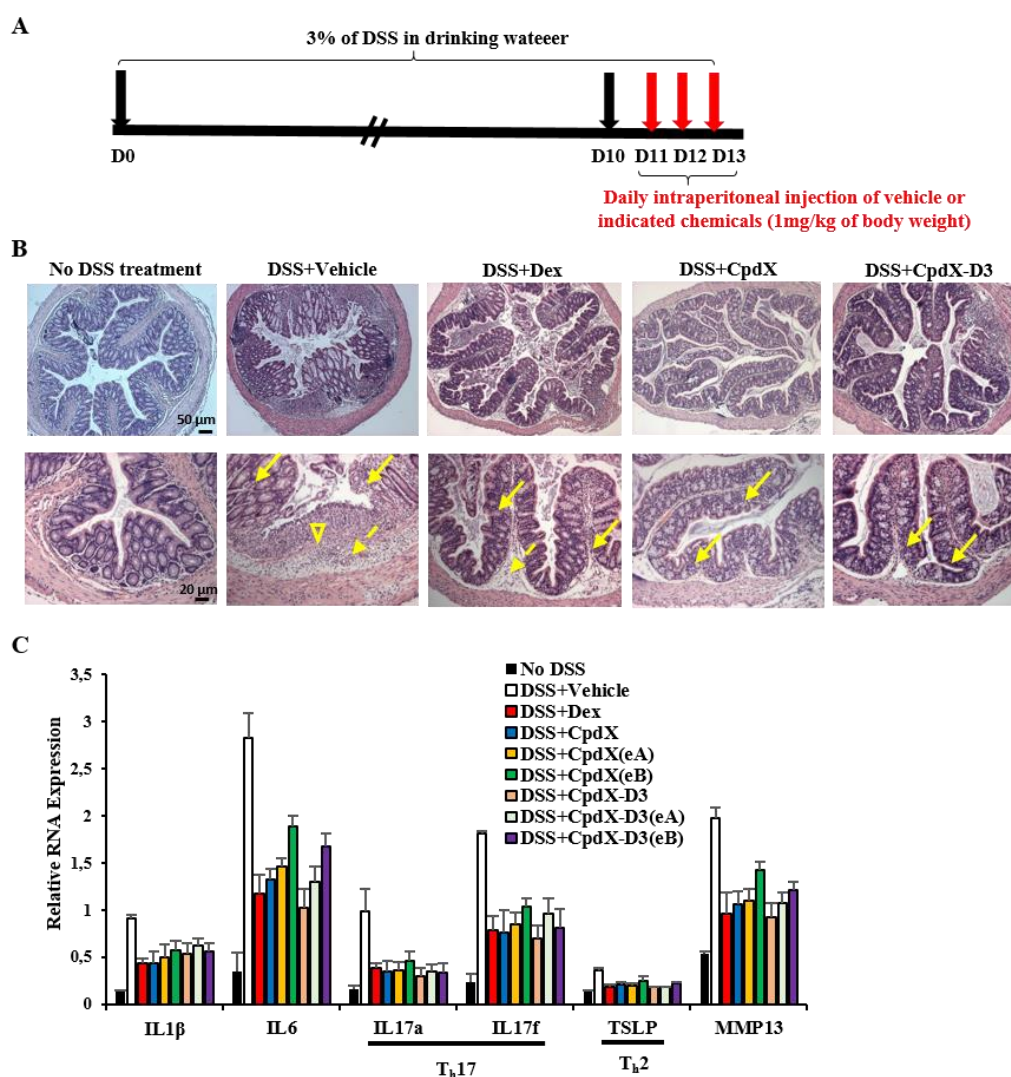 A
3% of DSS in drinking wateeer
D0
D10
D11
D12
D13
Daily intraperitoneal injection of vehicle or
indicated chemicals (1mg/kg of body weight)
B
No DSS treatment
DSS+Vehicle
DSS+Dex
DSS+CpdX
DSS+CpdX-D3
50 µm
20 µm
C
Relative RNA Expression
3,5
3
2,5
2
1,5
1
0,5
0
No DSS
DSS+Vehicle
DSS+Dex
DSS+CpdX
DSS+CpdX(eA)
DSS+CpdX(eB)
DSS+CpdX-D3
DSS+CpdX-D3(eA)
DSS+CpdX-D3(eB)
IL1β
IL6
IL17a
IL17f
TSLP
MMP13
Th17
Th2